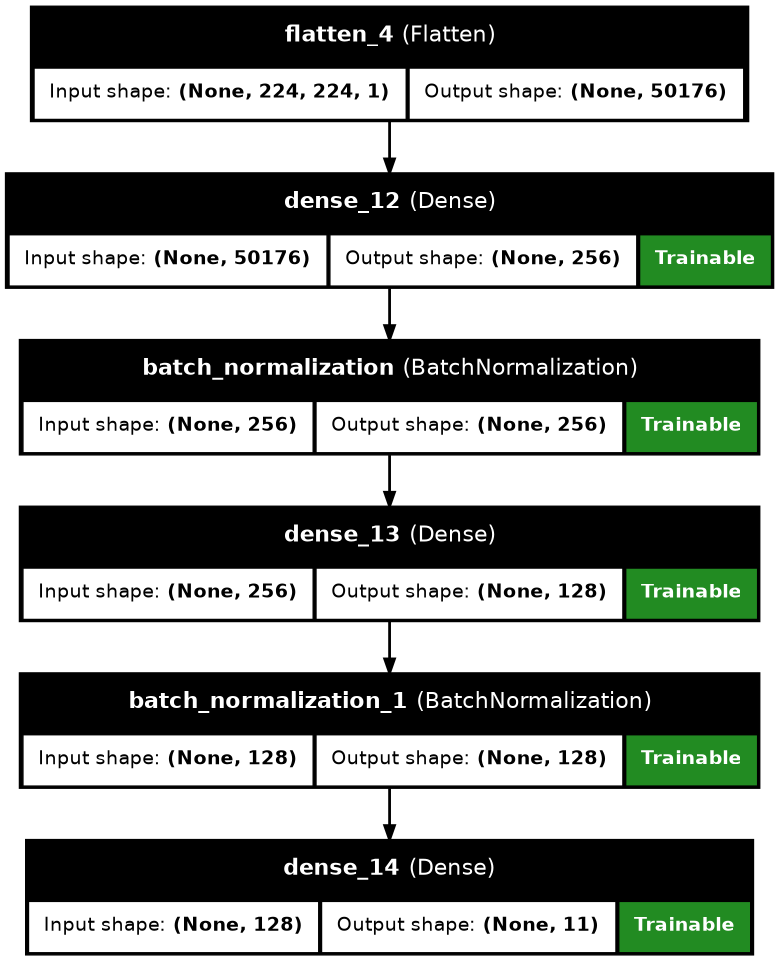 flatten_4 (Flatten)
Input shape: (None, 224, 224, 1) Output shape: (None, 50176)
dense_12 (Dense)
Input shape: (None, 50176) Output shape: (None, 256) Trainable
batch_normalization (BatchNormalization)
Input shape: (None, 256) Output shape: (None, 256) Trainable
dense_13 (Dense)
Input shape: (None, 256) Output shape: (None, 128) Trainable
batch_normalization_1 (BatchNormalization)
Input shape: (None, 128) Output shape: (None, 128) Trainable
dense_14 (Dense)
Input shape: (None, 128) Output shape: (None, 11) Trainable